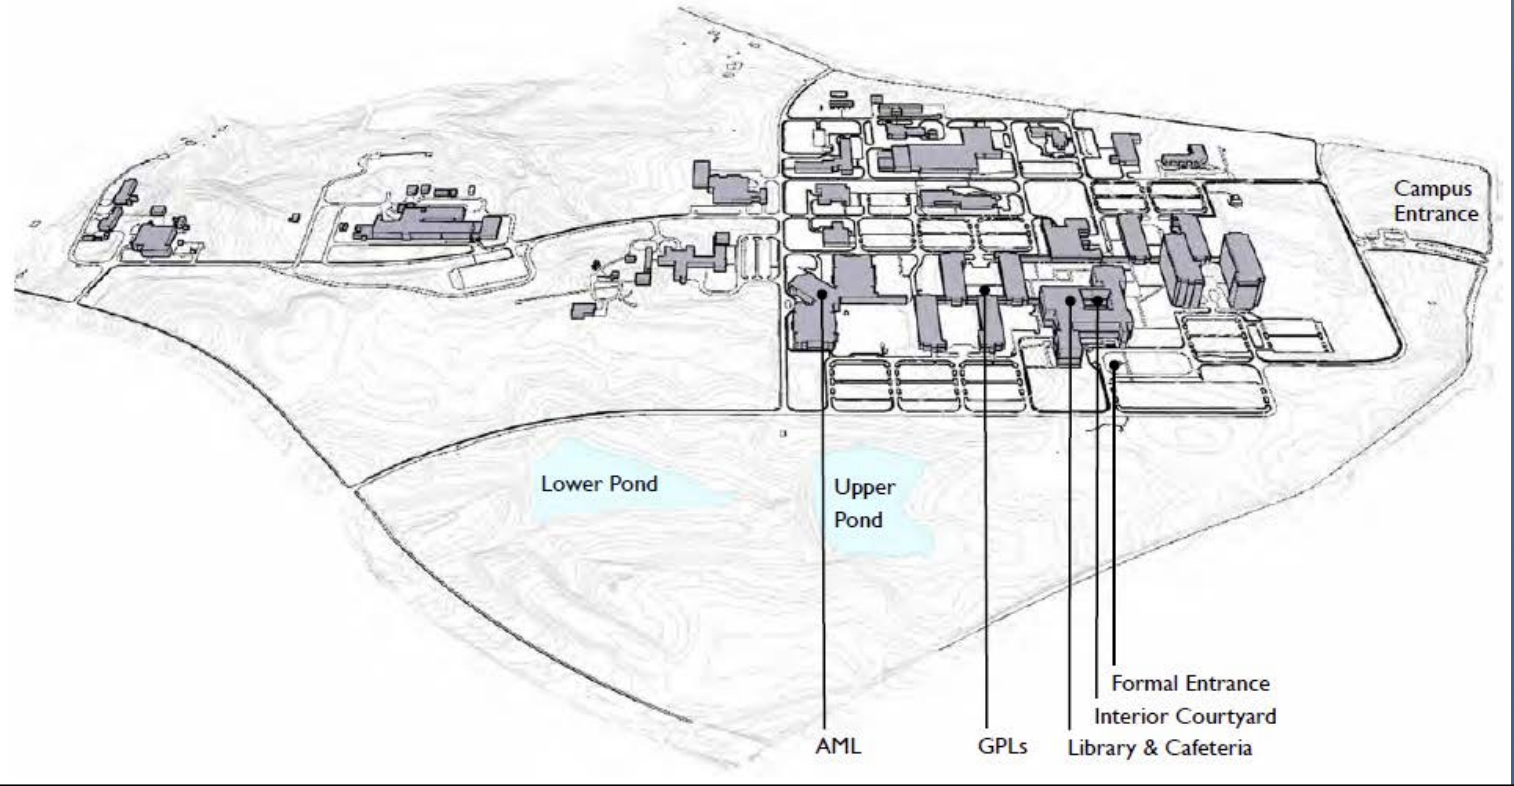 Campus
Entrance
Lower Pond
Upper
Pond
Formal Entrance
Interior Courtyard
AML
GPLs
Library & Cafeteria